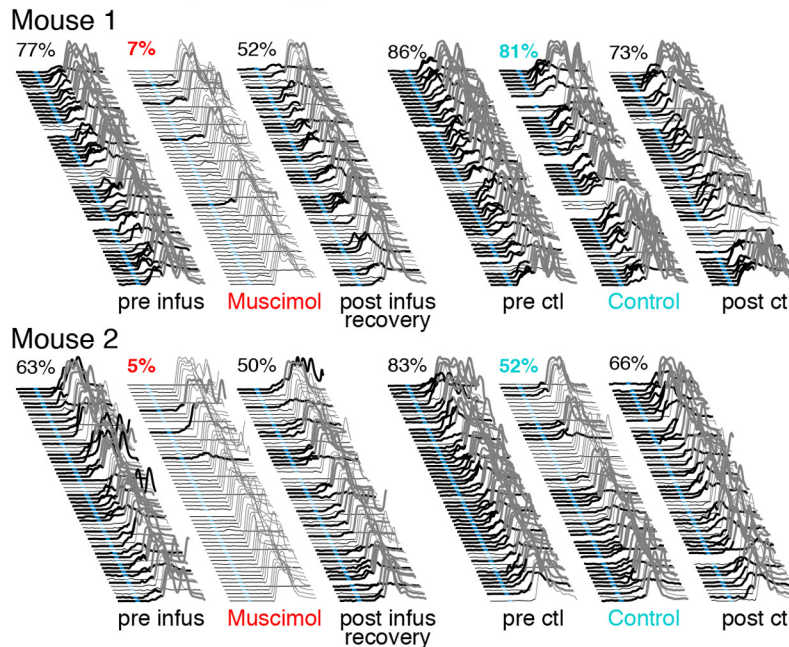 Mouse 1
77% 7% 52% 86% 81% 73%
pre infus Muscimol post infus recovery pre ctl Control post ct
Mouse 2
63% 5% 50% 83% 52% 66%
pre infus Muscimol post infus recovery pre ctl Control post ct